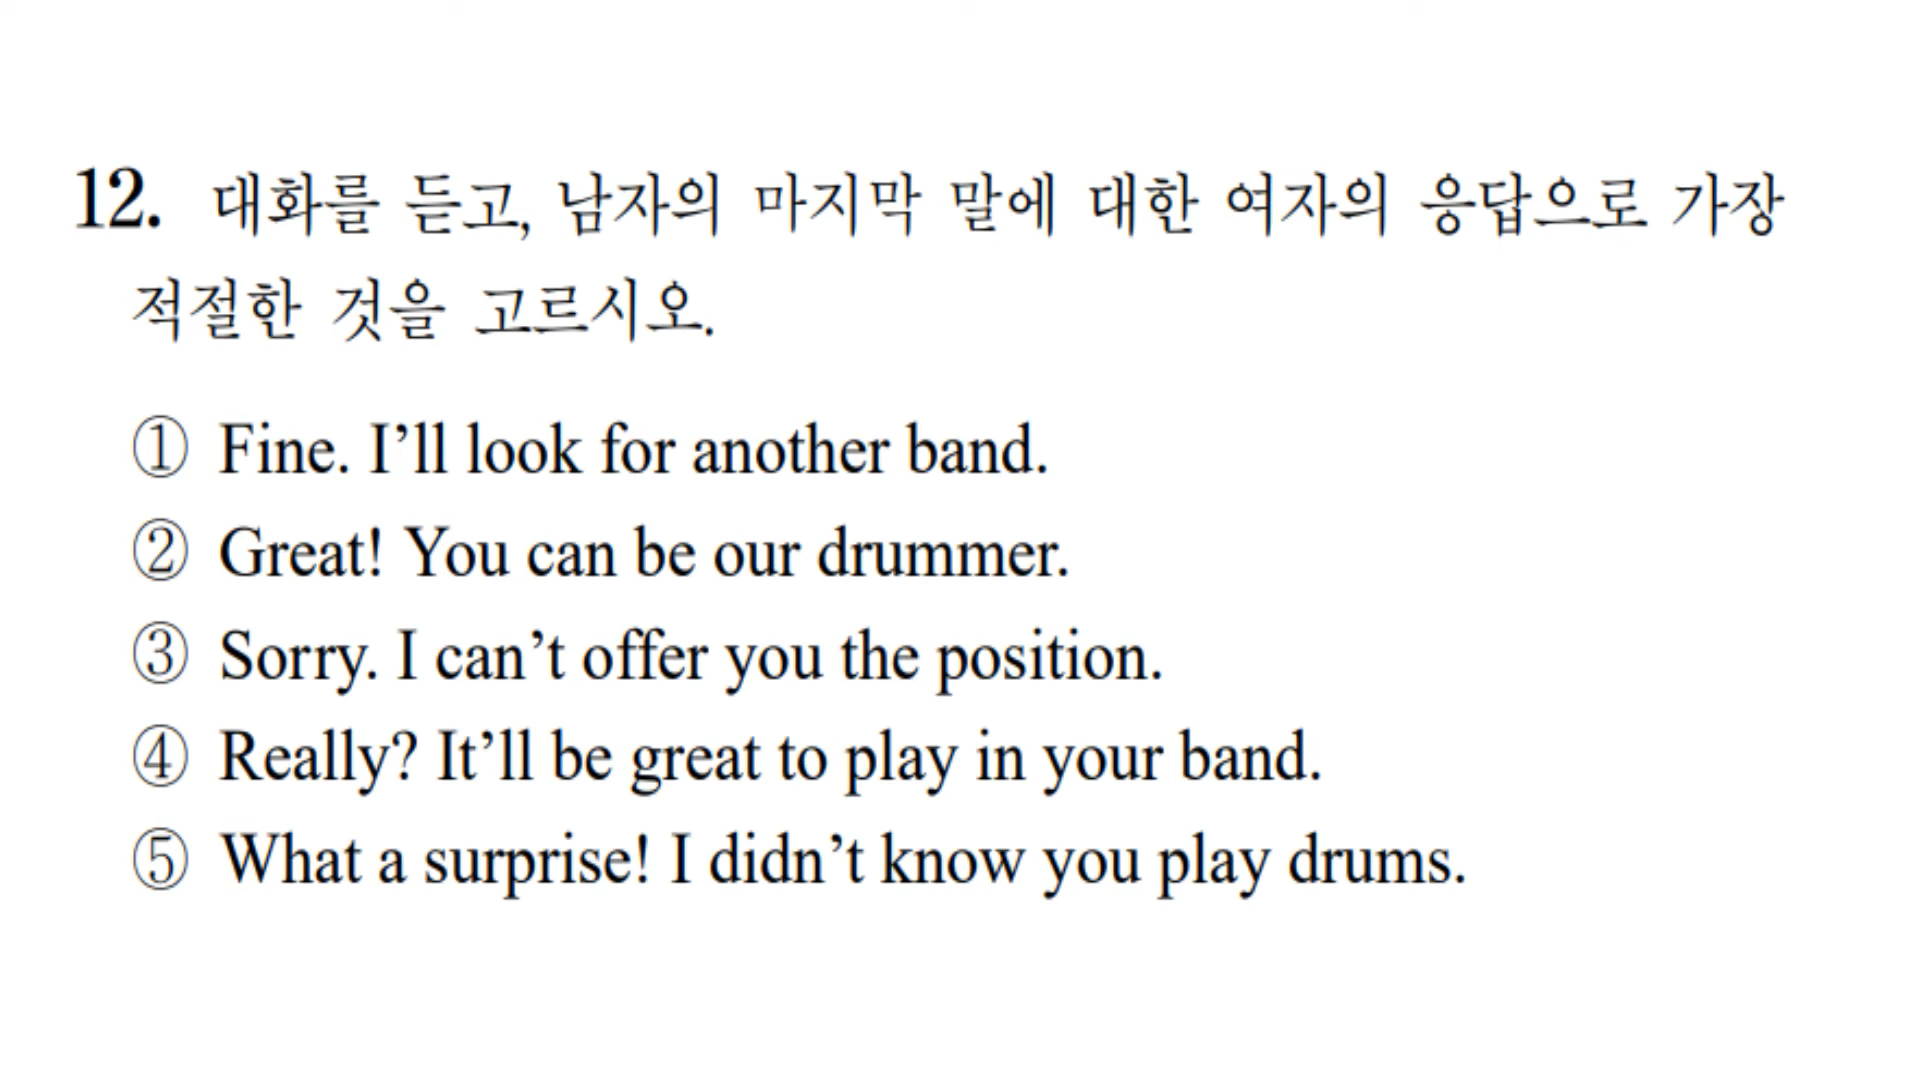 12. 대화를 듣고, 남자의 마지막 말에 대한 여자의 응답으로 가장
적절한 것을 고르시오.
① Fine. I’ll look for another band.
② Great! You can be our drummer.
③ Sorry. I can’t offer you the position.
④ Really? It’ll be great to play in your band.
⑤ What a surprise! I didn’t know you play drums.